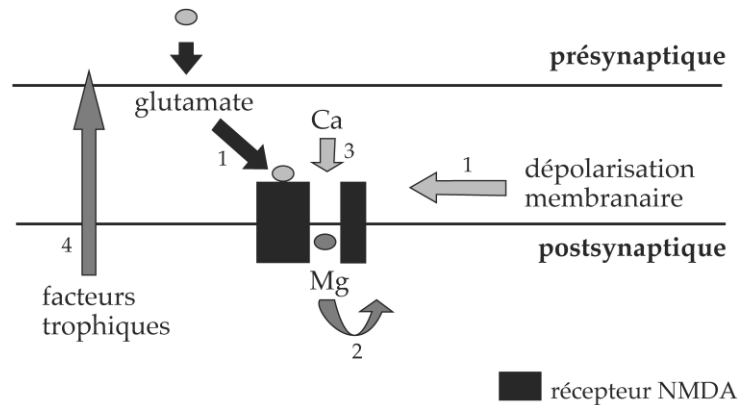 présynaptique
glutamate
Ca
1
3
1
dépolarisation
membranaire
4
postsynaptique
Mg
facteurs
trophiques
2
récepteur NMDA